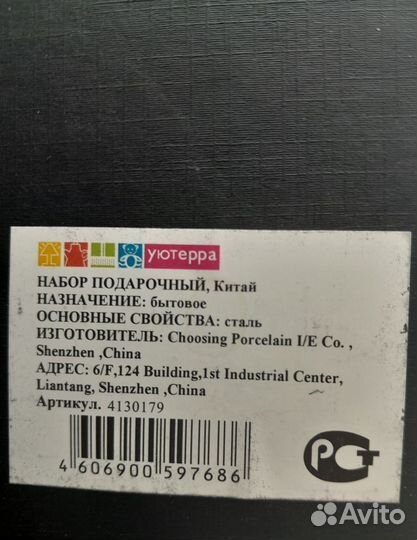 уютерра
НАБОР ПОДАРОЧНЫЙ, Китай
НАЗНАЧЕНИЕ: бытовое
ОСНОВНЫЕ СВОЙСТВА: сталь
ИЗГОТОВИТЕЛЬ: Choosing Porcelain I/E Co. ,
Shenzhen ,China
АДРЕС: 6/F,124 Building,1st Industrial Center,
Liantang, Shenzhen ,China
Артикул. 4130179
4 606900 597686
РСТ
Avito